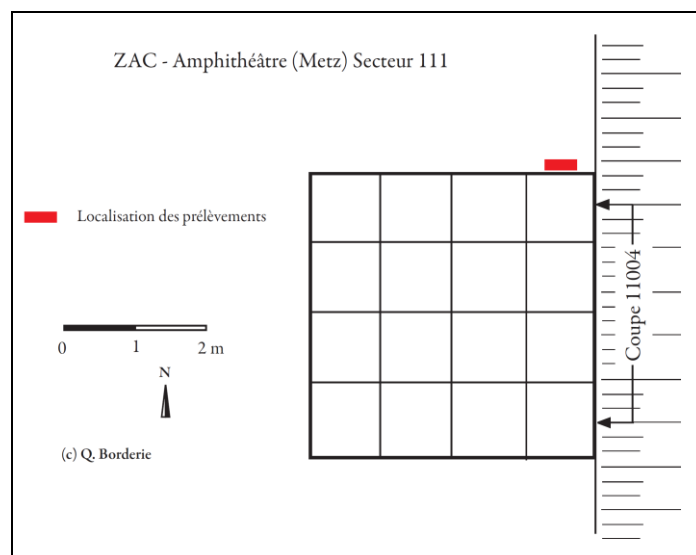 ZAC - Amphithéâtre (Metz) Secteur 111
Localisation des prélèvements
Coupe 11004
0 1 2 m
N
(c) Q. Borderie